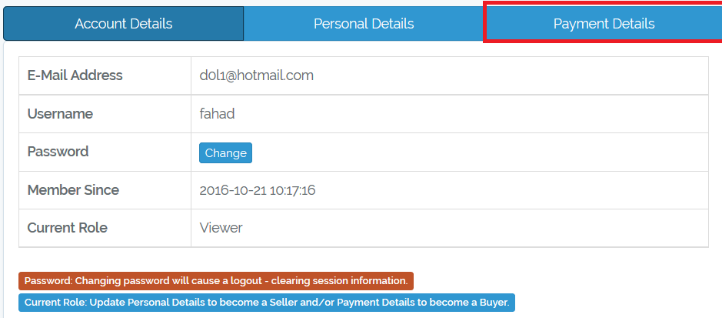 Account Details Personal Details Payment Details
E-Mail Address d0l1@hotmail.com
Username fahad
Password Change
Member Since 2016-10-21 10:17:16
Current Role Viewer
Password: Changing password will cause a logout - clearing session information.
Current Role: Update Personal Details to become a Seller and/or Payment Details to become a Buyer.